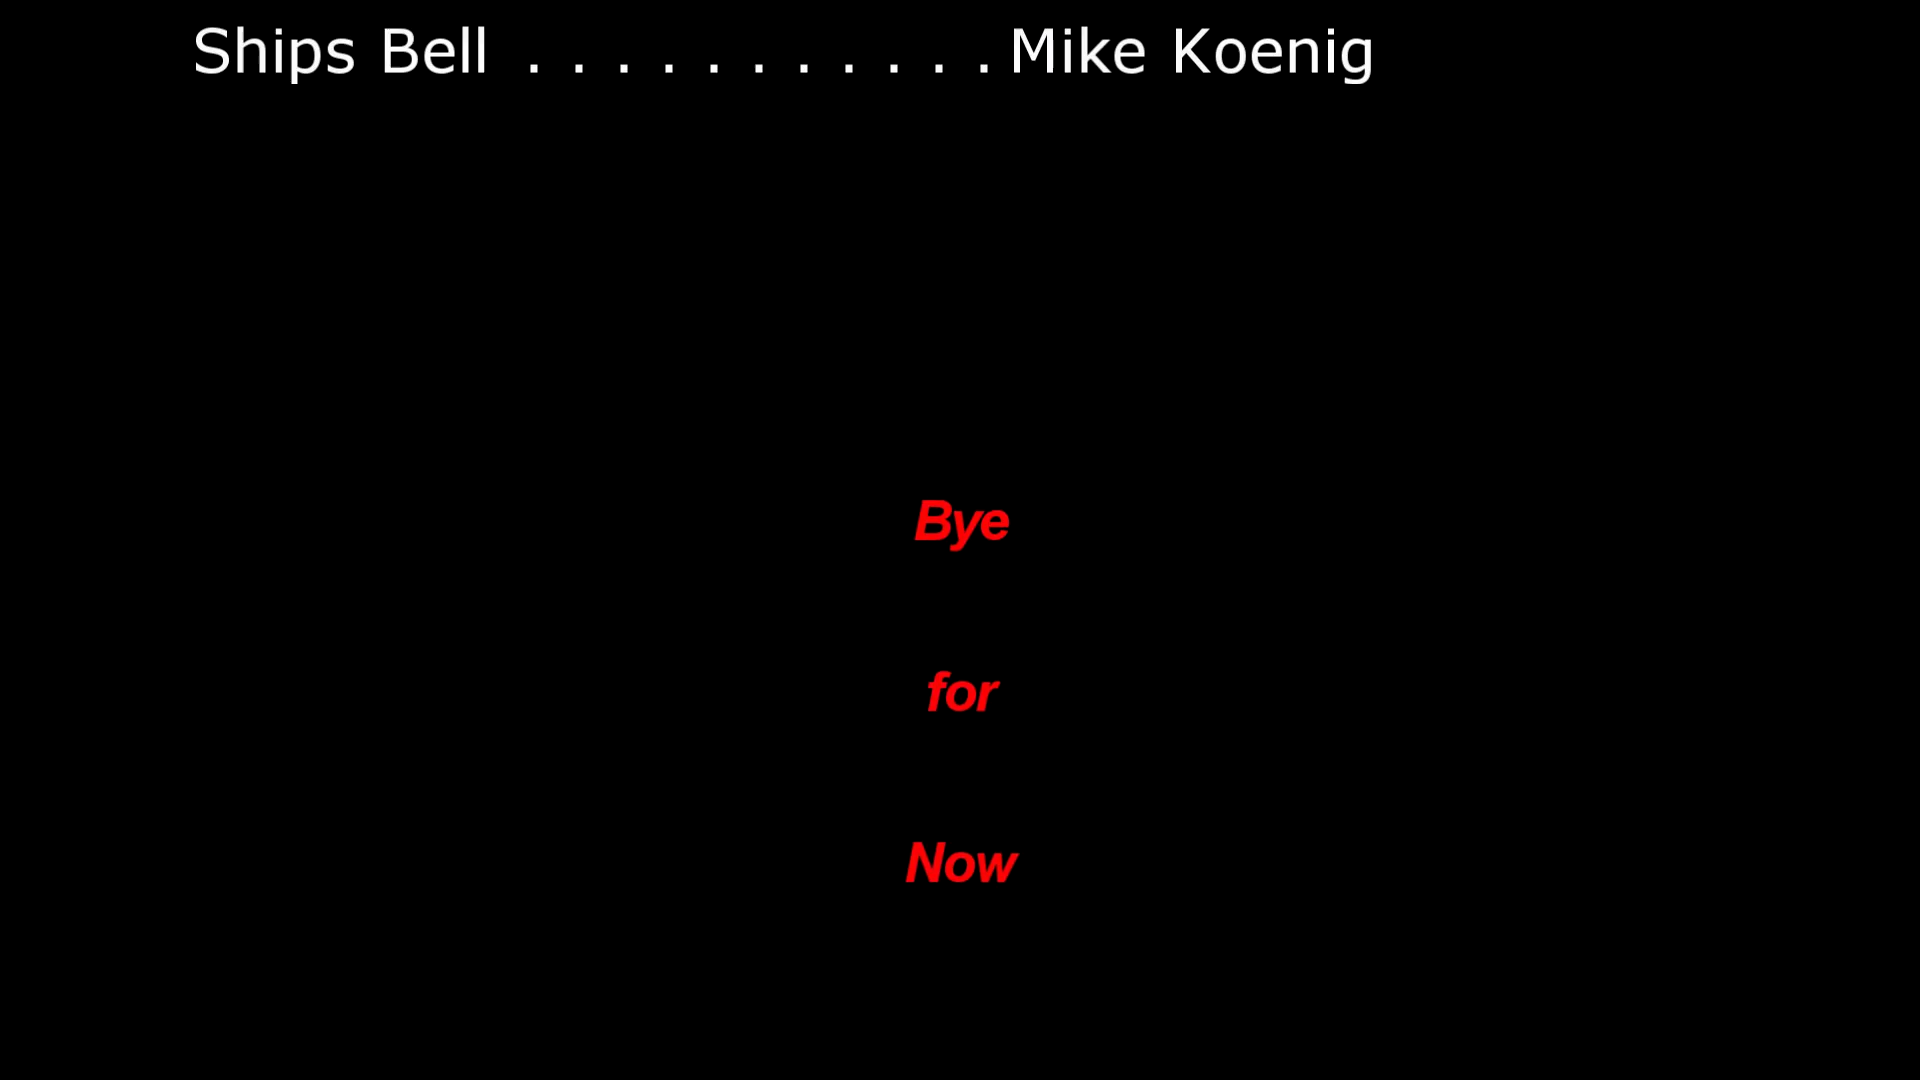 Ships Bell . . . . . . . . . . . Mike Koenig
Bye
for
Now